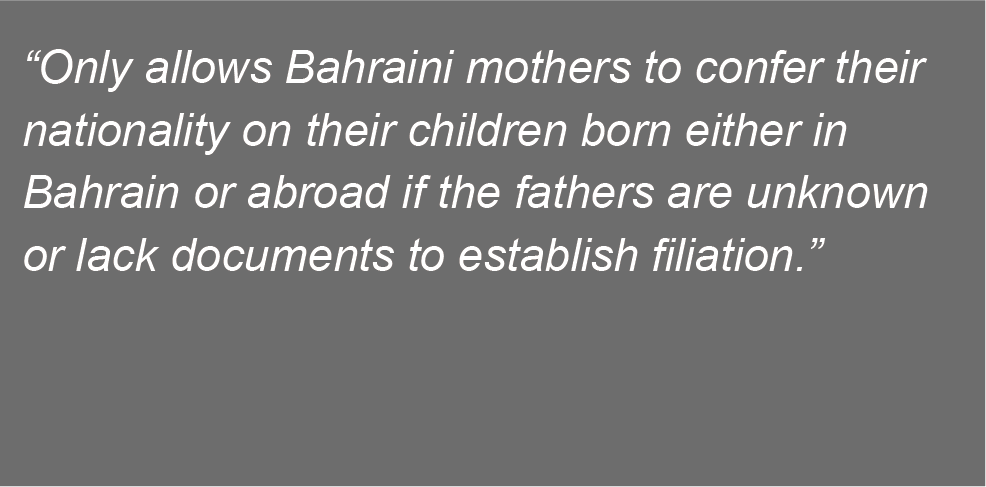 “Only allows Bahraini mothers to confer their
nationality on their children born either in
Bahrain or abroad if the fathers are unknown
or lack documents to establish filiation.”